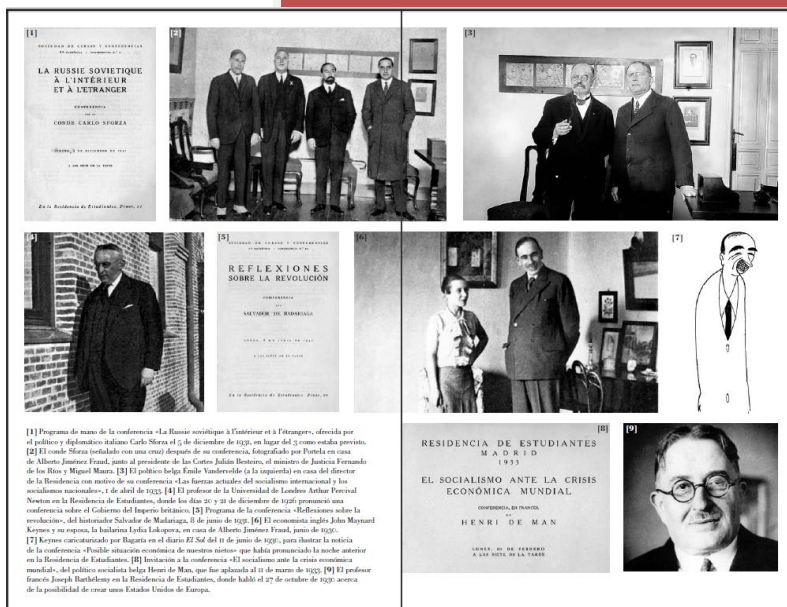 [1]
SOCIEDAD DE CURSOS Y CONFERENCIAS
LA RUSSIE SOVIETIQUE
À L'INTÉRIEUR
ET À L'ETRANGER
CONFERENCIA
CONDE CARLO SFORZA
A LAS SIETE DE LA TARDE
En la Residencia de Estudiantes, Pinar, 21
[2]
[3]
[4]
[5]
SOCIEDAD DE CURSOS Y CONFERENCIAS
REFLEXIONES
SOBRE LA REVOLUCIÓN
CONFERENCIA
SALVADOR DE MADARIAGA
A LAS SIETE DE LA TARDE
En la Residencia de Estudiantes, Pinar, 21
[6]
[7]
[1] Programa de mano de la conferencia «La Russie soviétique à l'intérieur et à l'étranger», ofrecida por
el político y diplomático italiano Carlo Sforza el 5 de diciembre de 1931, en lugar del 3 como estaba previsto.
[2] El conde Sforza (señalado con una cruz) después de su conferencia, fotografiado por Portela en casa
de Alberto Jiménez Fraud, junto al presidente de las Cortes Julián Besteiro, el ministro de Justicia Fernando
de los Ríos y Miguel Maura. [3] El político belga Émile Vandervelde (a la izquierda) en casa del director
de la Residencia con motivo de su conferencia «Las fuerzas actuales del socialismo internacional y los
socialismos nacionales», 1 de abril de 1933. [4] El profesor de la Universidad de Londres Arthur Percival
Newton en la Residencia de Estudiantes, donde los días 20 y 21 de diciembre de 1926 pronunció una
conferencia sobre el Gobierno del Imperio británico. [5] Programa de la conferencia «Reflexiones sobre la
revolución», del historiador Salvador de Madariaga, 8 de junio de 1931. [6] El economista inglés John Maynard
Keynes y su esposa, la bailarina Lydia Lokopova, en casa de Alberto Jiménez Fraud, junio de 1930.
[7] Keynes caricaturizado por Bagaría en el diario El Sol del 11 de junio de 1930, para ilustrar la noticia
de la conferencia «Posible situación económica de nuestros nietos» que había pronunciado la noche anterior
en la Residencia de Estudiantes. [8] Invitación a la conferencia «El socialismo ante la crisis económica
mundial», del político socialista belga Henri de Man, que fue aplazada al 11 de marzo de 1933. [9] El profesor
francés Joseph Barthélemy en la Residencia de Estudiantes, donde habló el 27 de octubre de 1930 acerca
de la posibilidad de crear unos Estados Unidos de Europa.
[8]
RESIDENCIA DE ESTUDIANTES
MADRID
1933
EL SOCIALISMO ANTE LA CRISIS
ECONÓMICA MUNDIAL
CONFERENCIA, EN FRANCÉS
DE
HENRI DE MAN
LUNES, 20 DE FEBRERO
A LAS SIETE DE LA TARDE
[9]